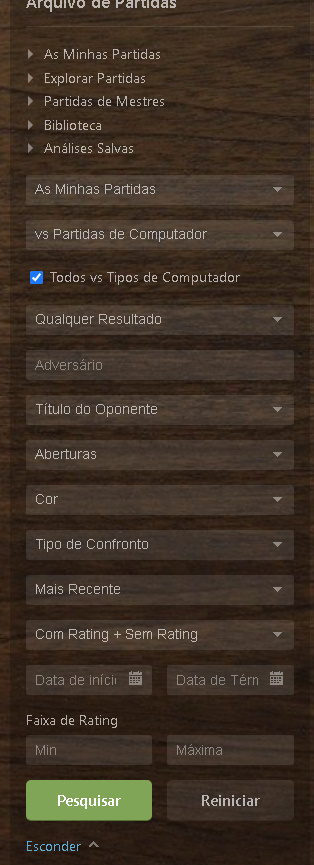 Arquivo de Partidas
As Minhas Partidas
Explorar Partidas
Partidas de Mestres
Biblioteca
Análises Salvas
As Minhas Partidas
vs Partidas de Computador
Todos vs Tipos de Computador
Qualquer Resultado
Adversário
Título do Oponente
Aberturas
Cor
Tipo de Confronto
Mais Recente
Com Rating + Sem Rating
Data de iníci Data de Térm
Faixa de Rating
Min Máxima
Pesquisar Reiniciar
Esconder